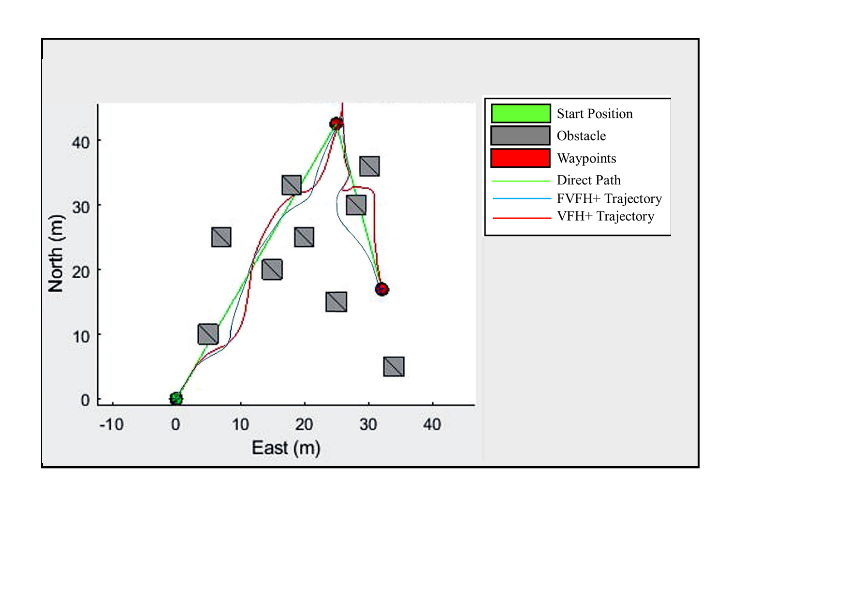 Start Position
Obstacle
Waypoints
Direct Path
FVFH+ Trajectory
VFH+ Trajectory
North (m)
40
30
20
10
0
-10 0 10 20 30 40
East (m)